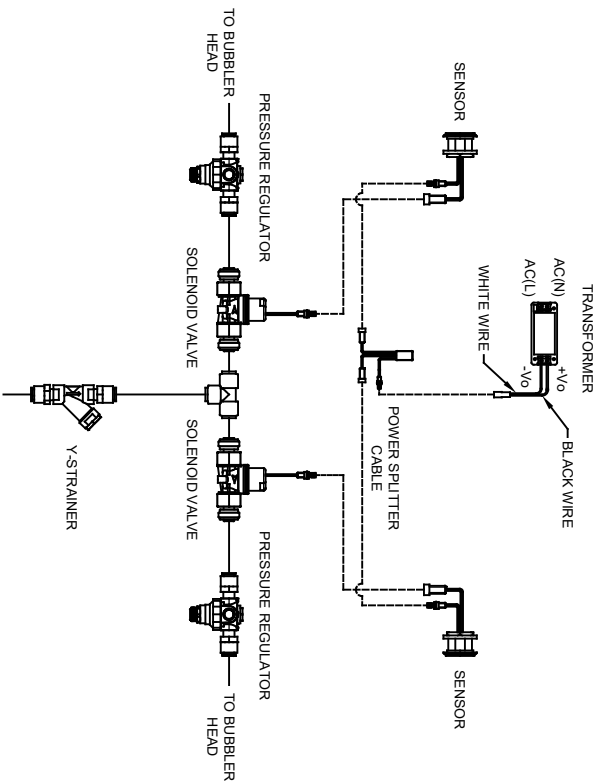 TRANSFORMER
AC(N)
AC(L)
+Vo
-Vo
WHITE WIRE
BLACK WIRE
SENSOR
SENSOR
POWER SPLITTER
CABLE
TO BUBBLER
HEAD
PRESSURE REGULATOR
SOLENOID VALVE
SOLENOID VALVE
PRESSURE REGULATOR
TO BUBBLER
HEAD
Y-STRAINER